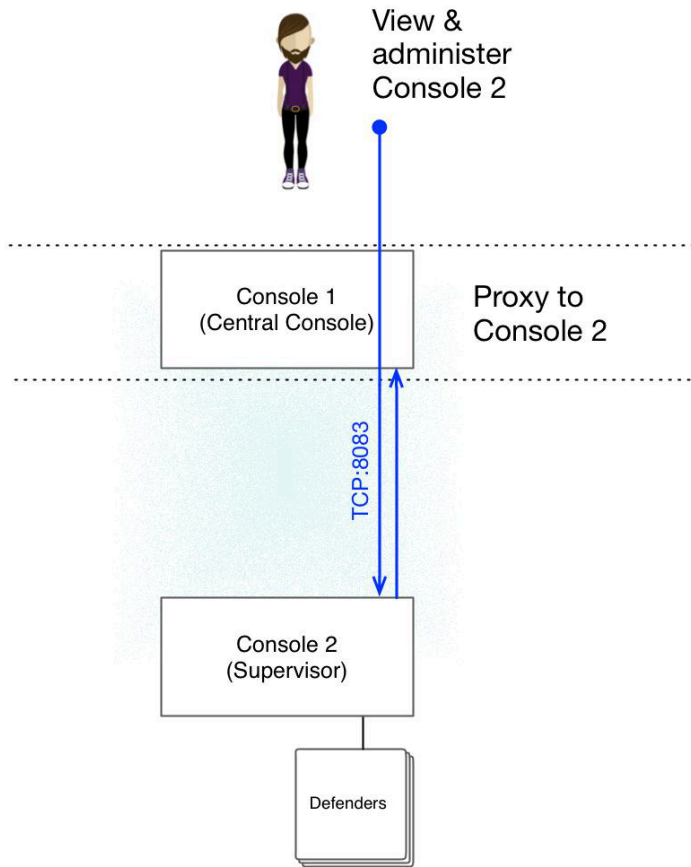 View &
administer
Console 2
Console 1
(Central Console)
Proxy to
Console 2
TCP:8083
Console 2
(Supervisor)
Defenders